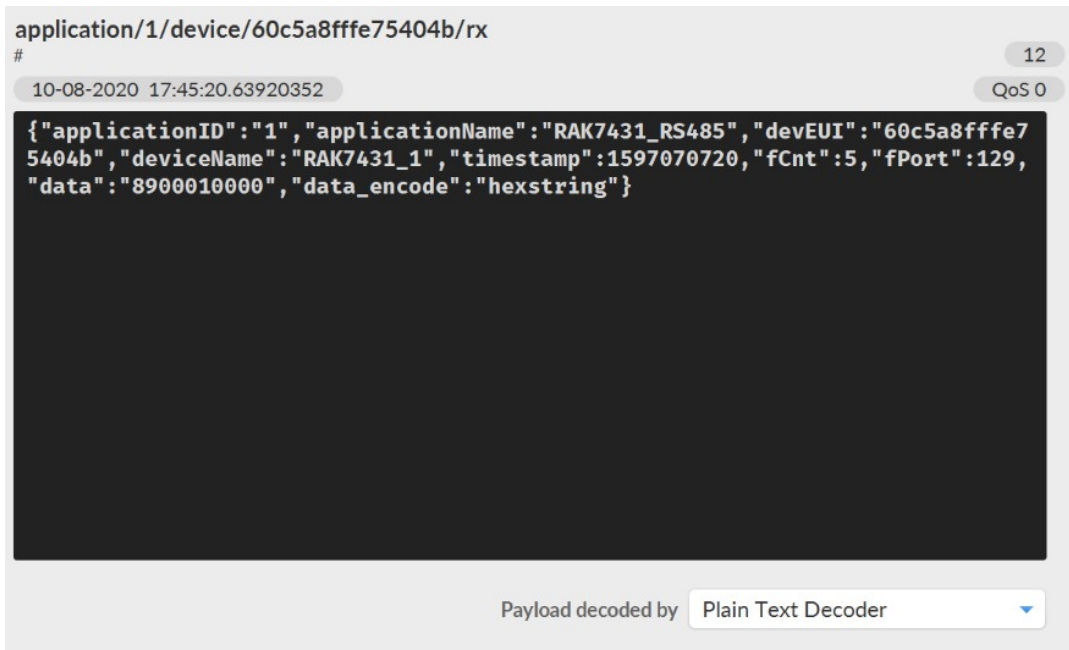 application/1/device/60c5a8fffe75404b/rx
#
12
10-08-2020 17:45:20.63920352
QoS 0
{"applicationID":"1","applicationName":"RAK7431_RS485","devEUI":"60c5a8fffe7
5404b","deviceName":"RAK7431_1","timestamp":1597070720,"fCnt":5,"fPort":129,
"data":"8900010000","data_encode":"hexstring"}
Payload decoded by Plain Text Decoder